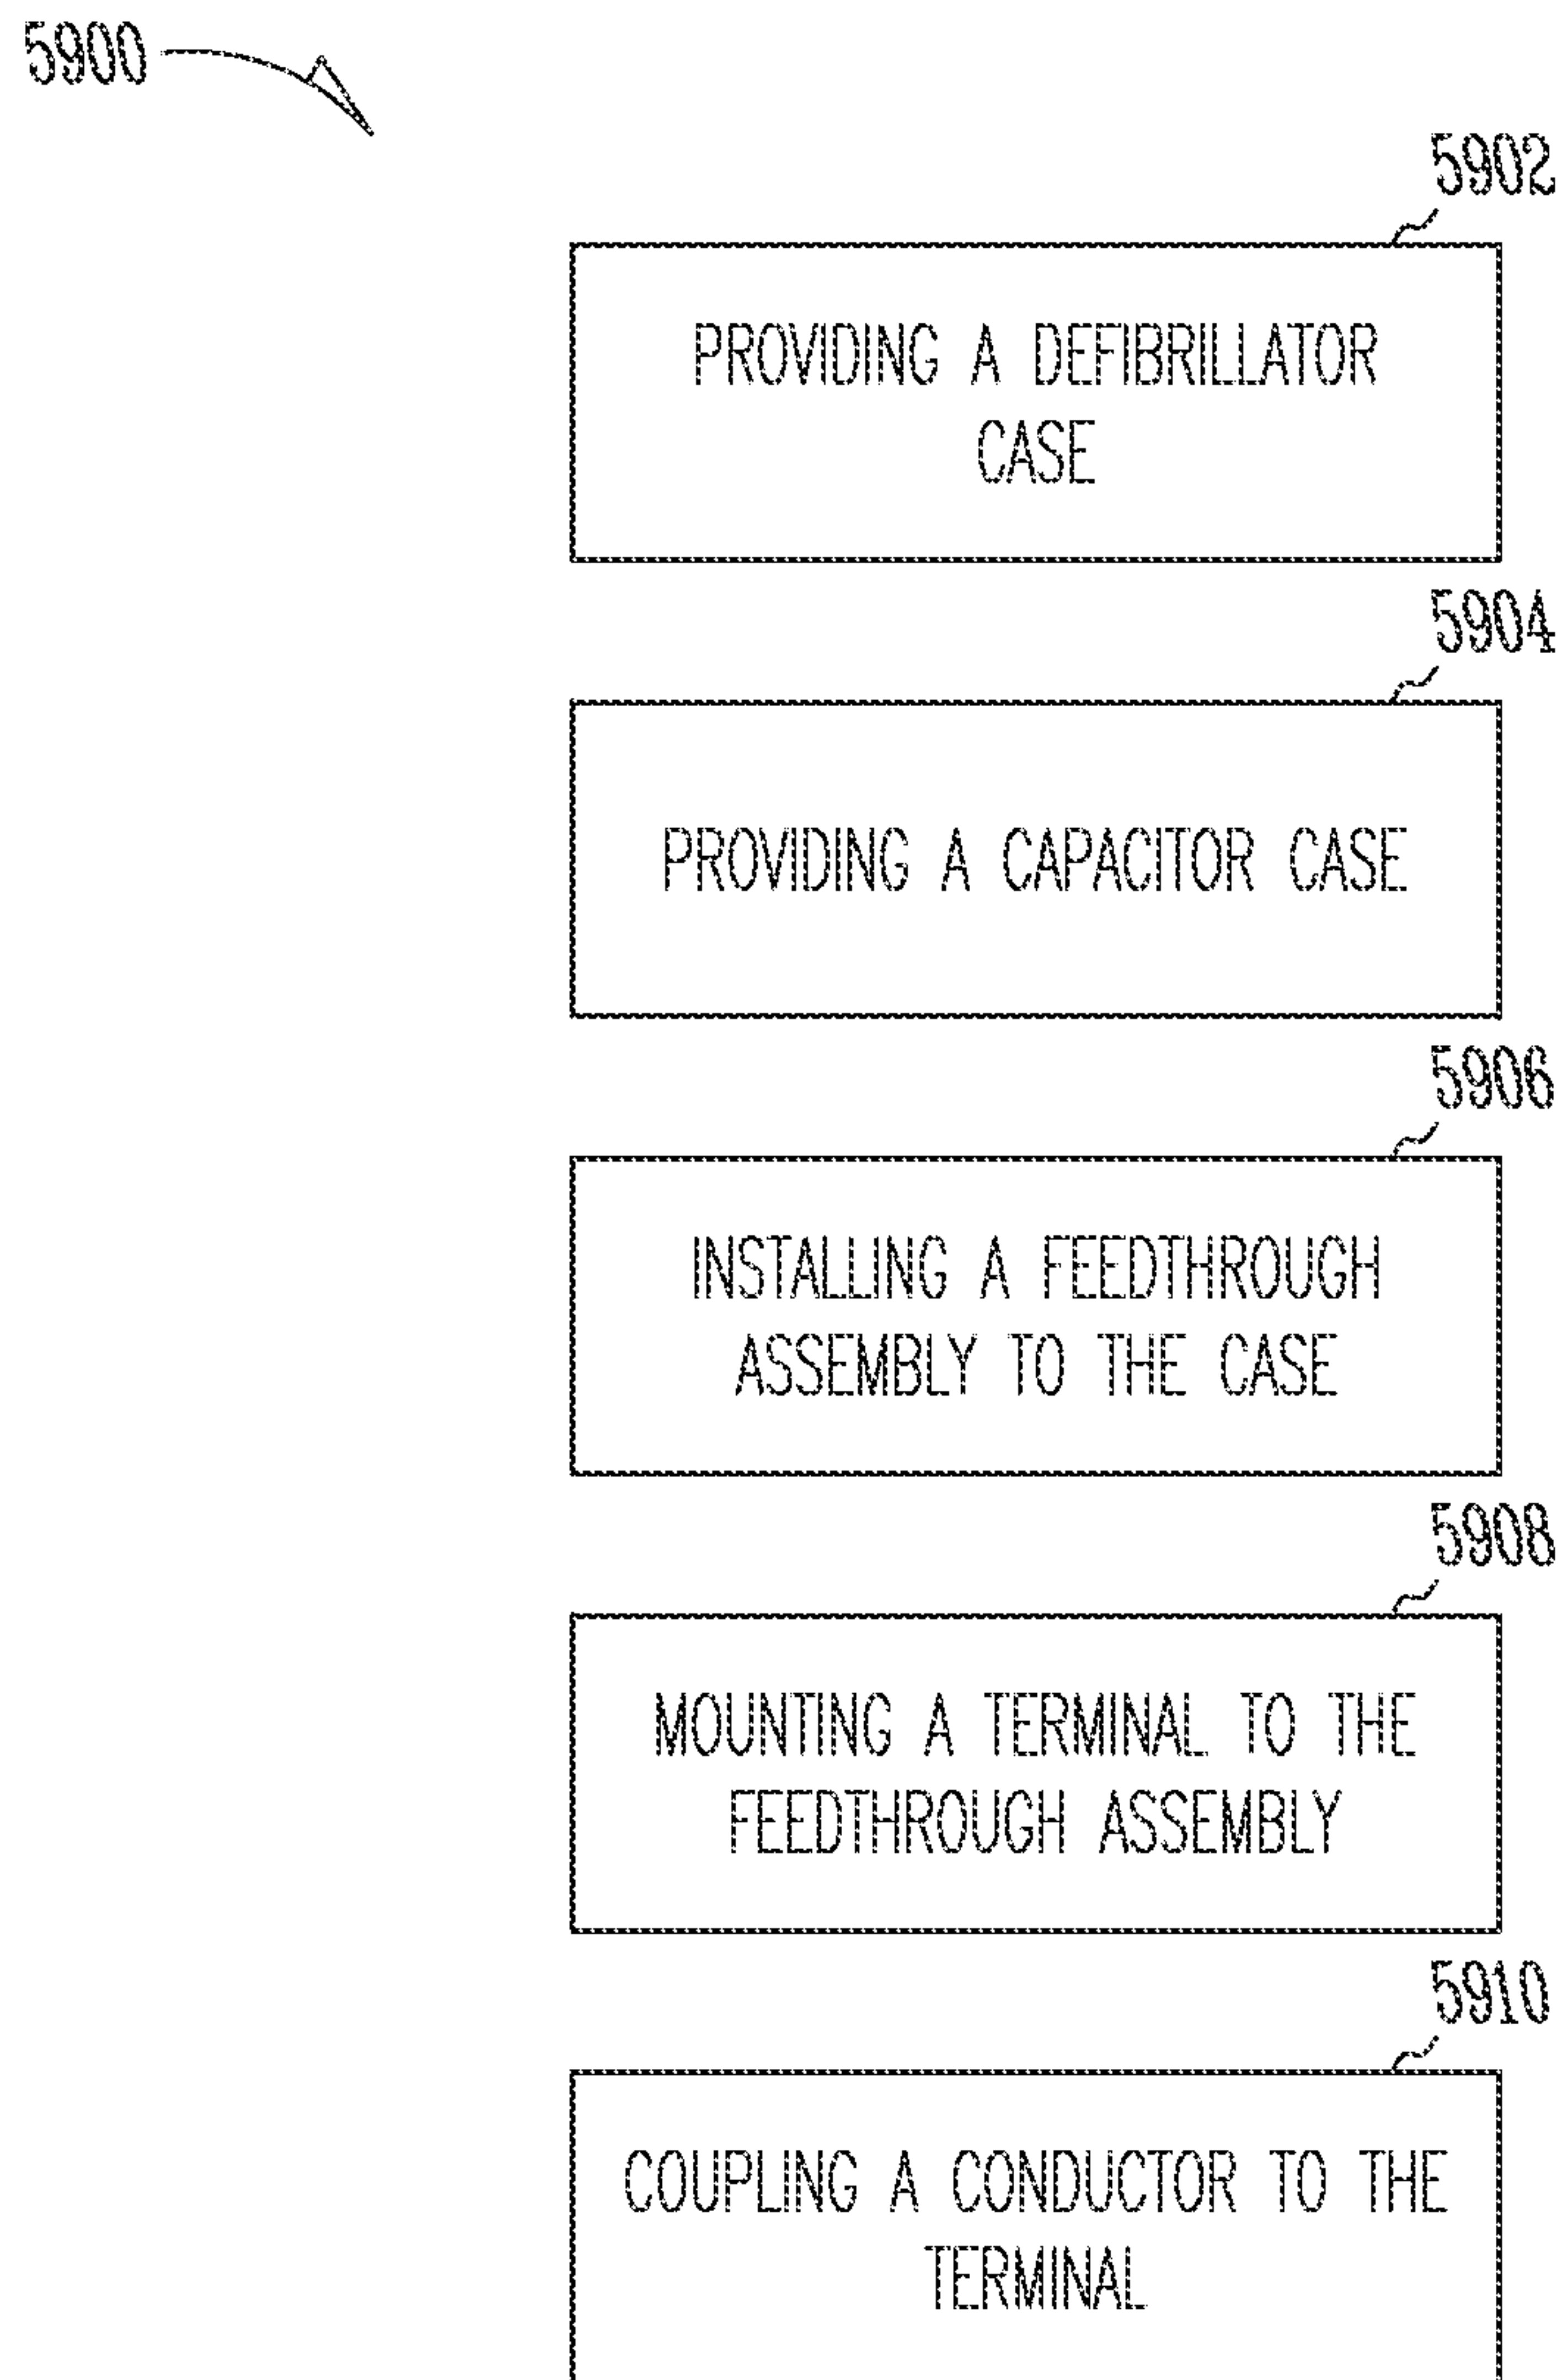 5900
5902
PROVIDING A DEFIBRILLATOR
CASE
5904
PROVIDING A CAPACITOR CASE
5906
INSTALLING A FEEDTHROUGH
ASSEMBLY TO THE CASE
5908
MOUNTING A TERMINAL TO THE
FEEDTHROUGH ASSEMBLY
5910
COUPLING A CONDUCTOR TO THE
TERMINAL